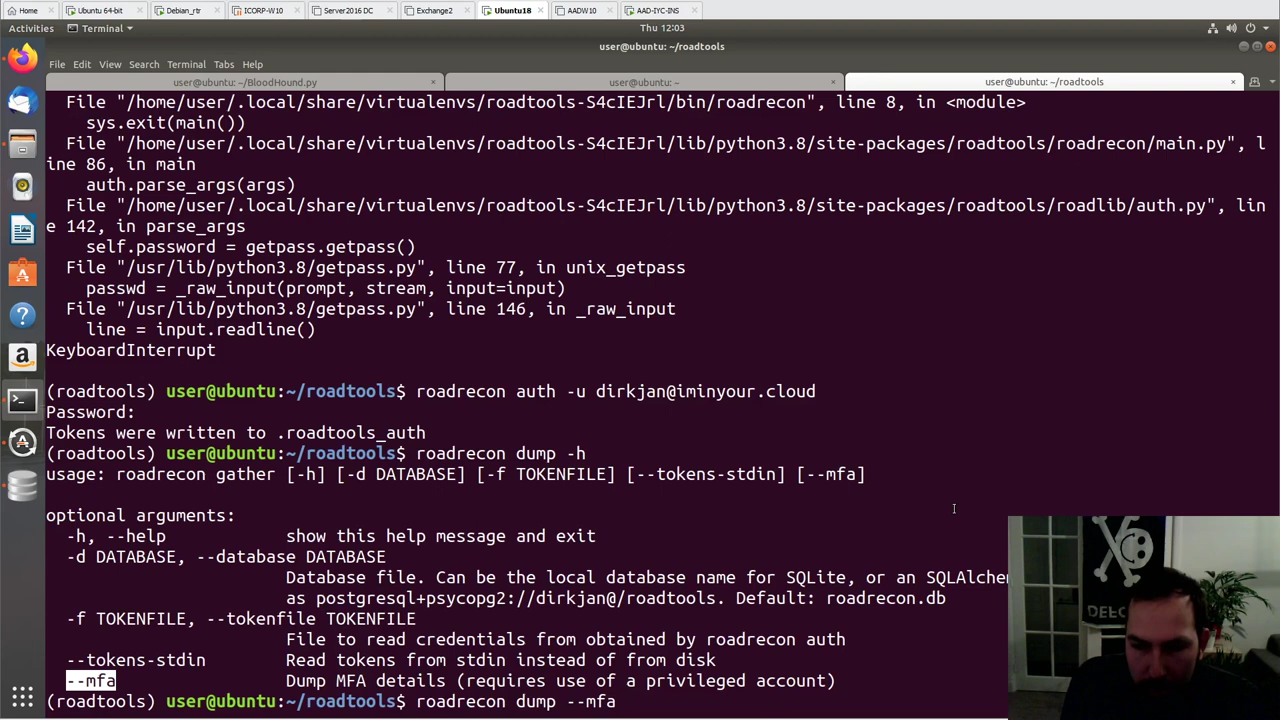 Home
Ubuntu 64-bit
Debian_rtr
ICORP-W10
Server2016 DC
Exchange2
Ubuntu18
AADW10
AAD-IYC-INS
Activities
Terminal
Thu 12:03
user@ubuntu: ~/roadtools
File Edit View Search Terminal Tabs Help
user@ubuntu: ~/BloodHound.py
user@ubuntu: ~
user@ubuntu: ~/roadtools
File "/home/user/.local/share/virtualenvs/roadtools-S4cIEJrl/bin/roadrecon", line 8, in <module>
sys.exit(main())
File "/home/user/.local/share/virtualenvs/roadtools-S4cIEJrl/lib/python3.8/site-packages/roadtools/roadrecon/main.py", l
ine 86, in main
auth.parse_args(args)
File "/home/user/.local/share/virtualenvs/roadtools-S4cIEJrl/lib/python3.8/site-packages/roadtools/roadlib/auth.py", lin
e 142, in parse_args
self.password = getpass.getpass()
File "/usr/lib/python3.8/getpass.py", line 77, in unix_getpass
passwd = _raw_input(prompt, stream, input=input)
File "/usr/lib/python3.8/getpass.py", line 146, in _raw_input
line = input.readline()
KeyboardInterrupt
(roadtools) user@ubuntu:~/roadtools$ roadrecon auth -u dirkjan@iminyour.cloud
Password:
Tokens were written to .roadtools_auth
(roadtools) user@ubuntu:~/roadtools$ roadrecon dump -h
usage: roadrecon gather [-h] [-d DATABASE] [-f TOKENFILE] [--tokens-stdin] [--mfa]
optional arguments:
-h, --help show this help message and exit
-d DATABASE, --database DATABASE
Database file. Can be the local database name for SQLite, or an SQLAlchem
as postgresql+psycopg2://dirkjan@/roadtools. Default: roadrecon.db
-f TOKENFILE, --tokenfile TOKENFILE
File to read credentials from obtained by roadrecon auth
--tokens-stdin Read tokens from stdin instead of from disk
--mfa Dump MFA details (requires use of a privileged account)
(roadtools) user@ubuntu:~/roadtools$ roadrecon dump --mfa